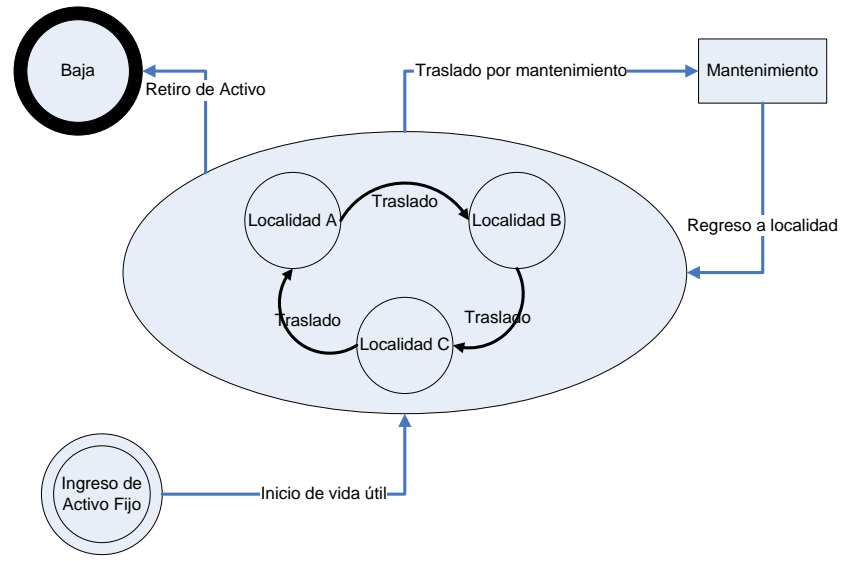 Baja
Retiro de Activo
Traslado por mantenimiento
Mantenimiento
Regreso a localidad
Localidad A
Traslado
Localidad B
Traslado
Traslado
Localidad C
Ingreso de
Activo Fijo
Inicio de vida útil